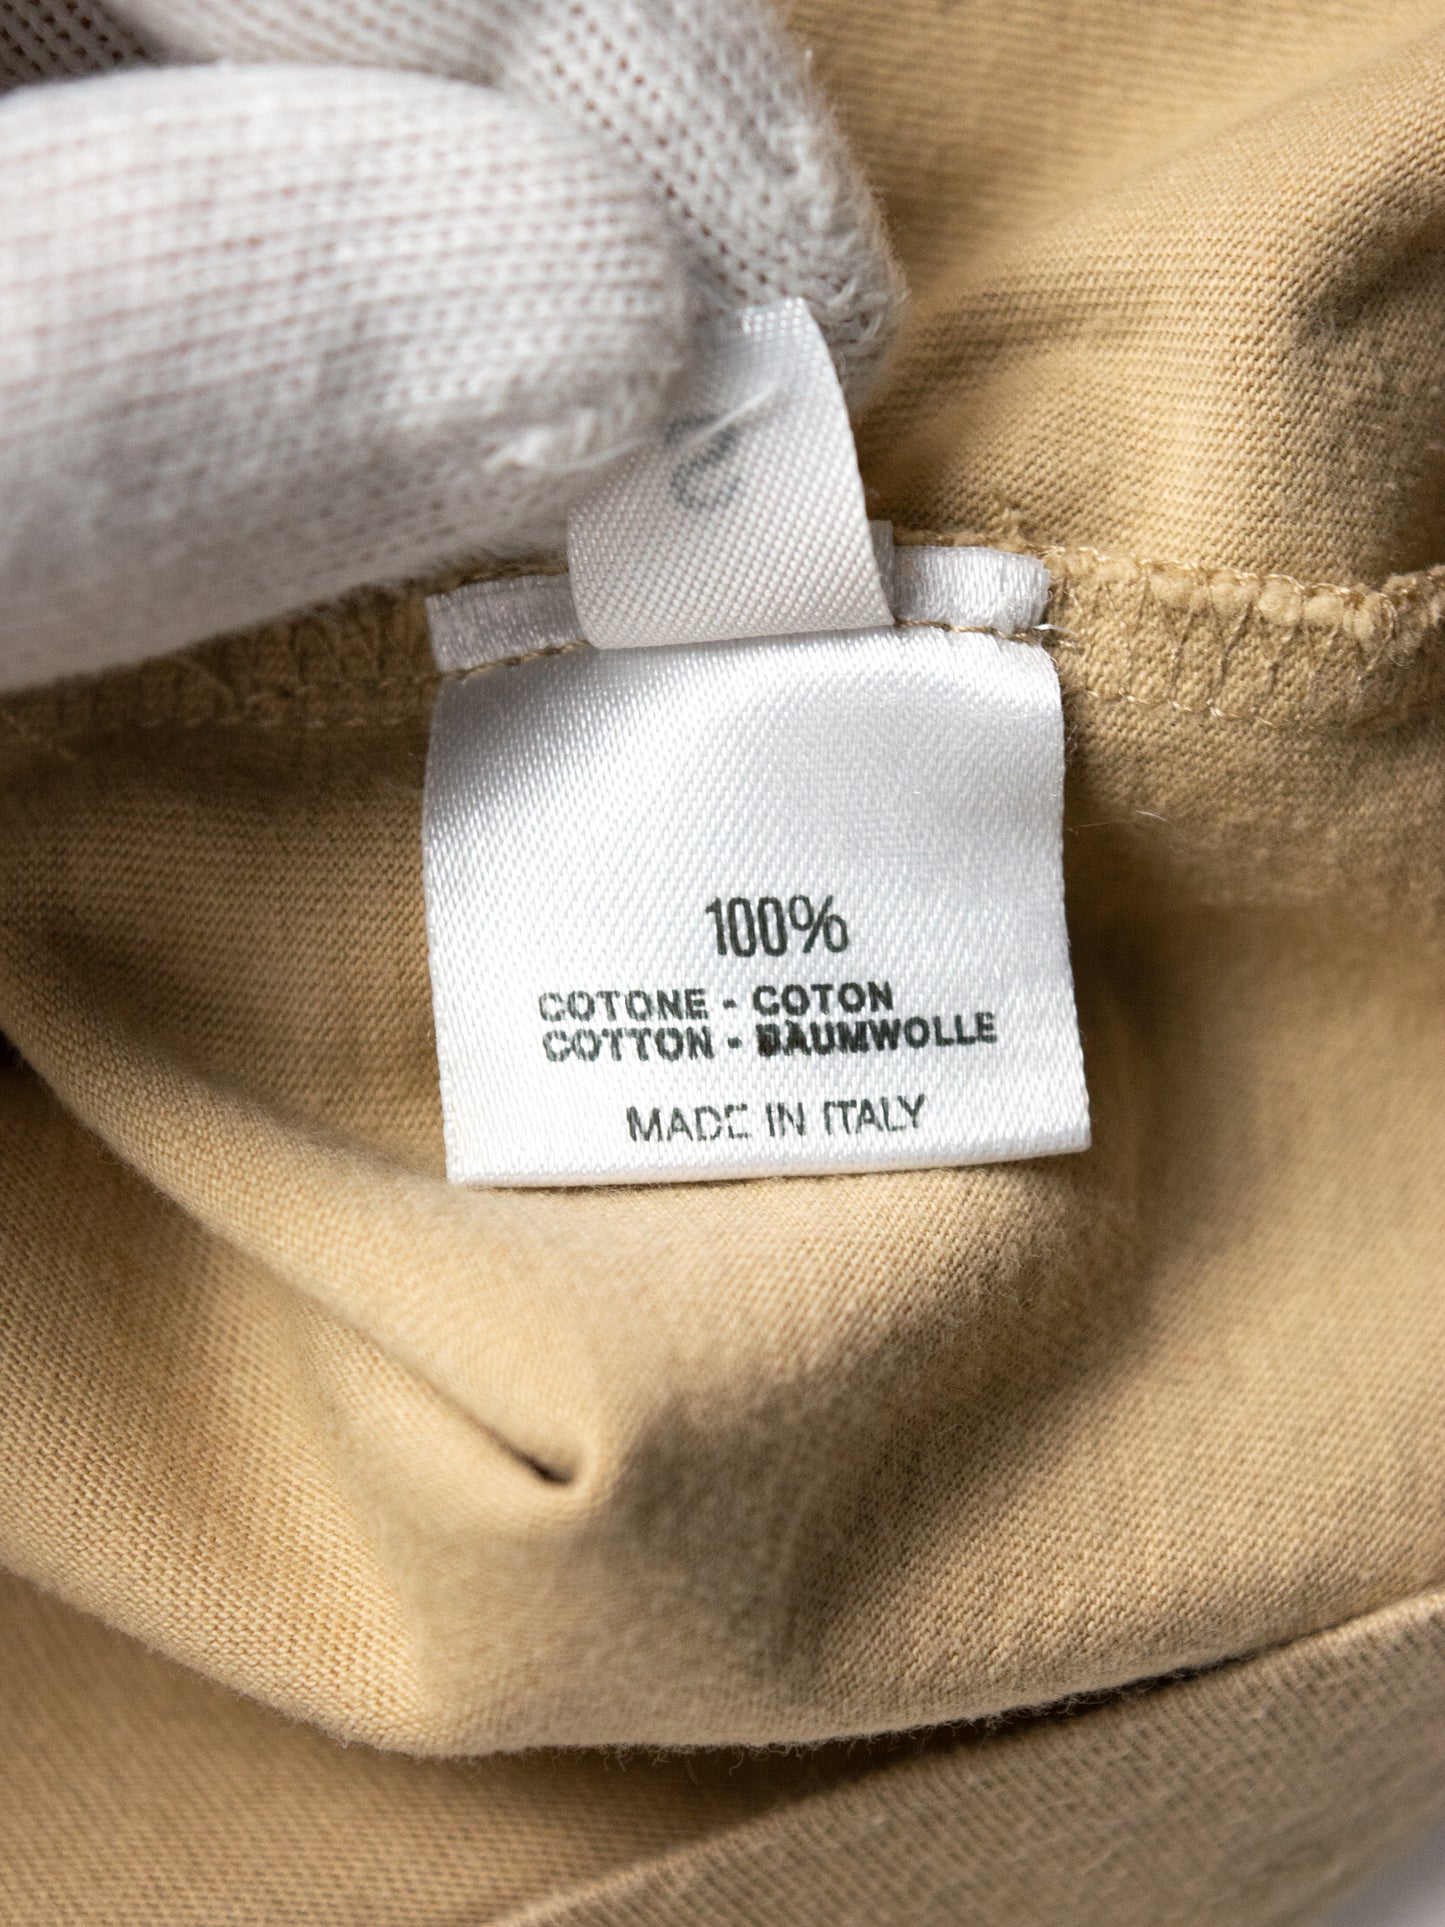 100%
COTONE - COTON
COTTON - BAUMWOLLE
MADE IN ITALY